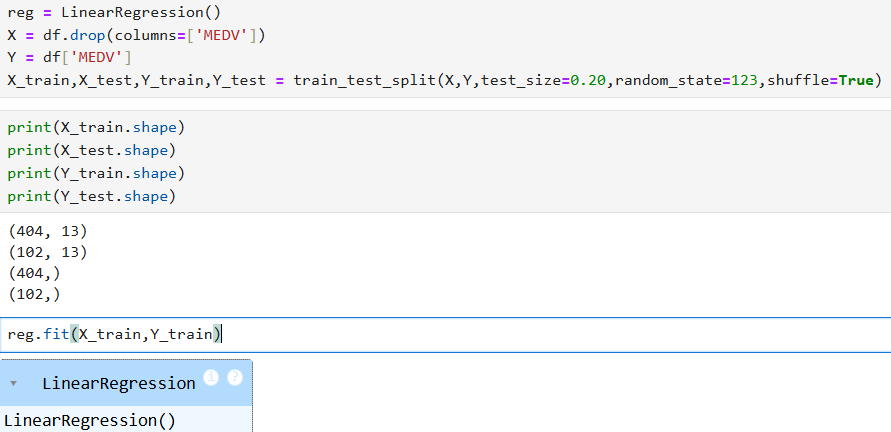 reg = LinearRegression()
X = df.drop(columns=['MEDV'])
Y = df['MEDV']
X_train,X_test,Y_train,Y_test = train_test_split(X,Y,test_size=0.20,random_state=123,shuffle=True)
print(X_train.shape)
print(X_test.shape)
print(Y_train.shape)
print(Y_test.shape)
(404, 13)
(102, 13)
(404,)
(102,)
reg.fit(X_train,Y_train)
▾ LinearRegression i ?
LinearRegression()